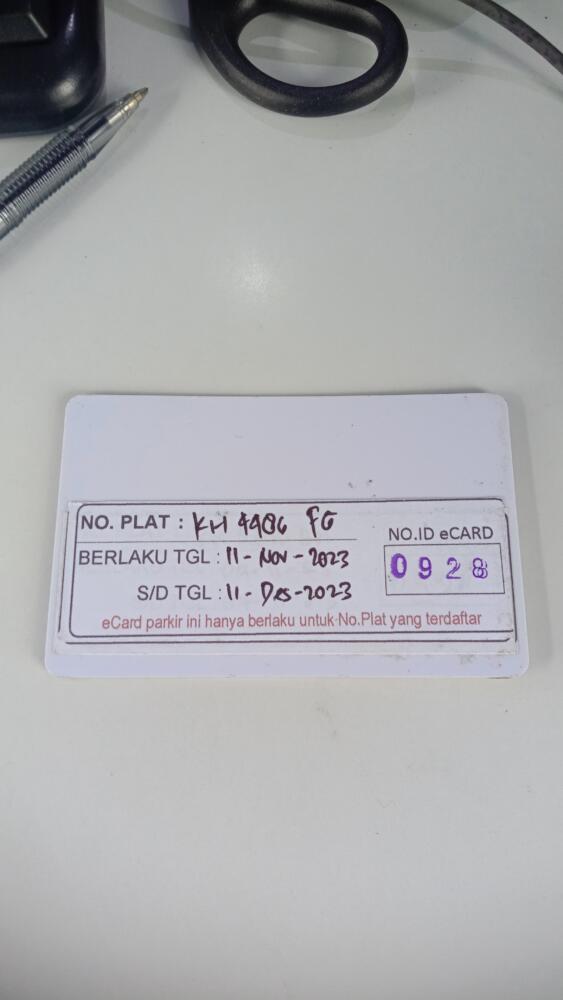 NO. PLAT : KH 4406 FG
BERLAKU TGL : 11 - Nov - 2023
S/D TGL : 11 - Des - 2023
NO.ID eCARD
0928
eCard parkir ini hanya berlaku untuk No.Plat yang terdaftar